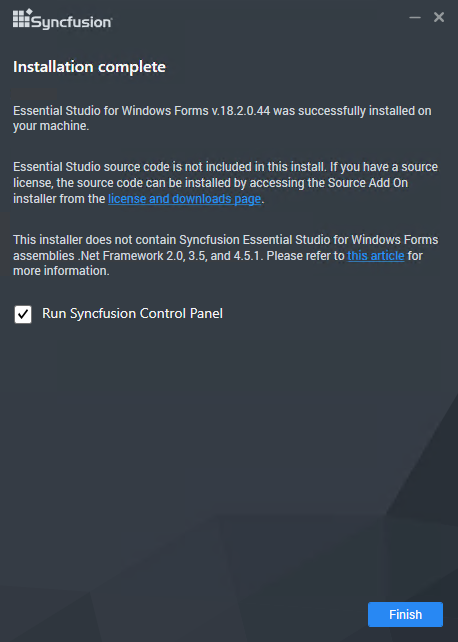 Syncfusion
Installation complete
Essential Studio for Windows Forms v.18.2.0.44 was successfully installed on
your machine.
Essential Studio source code is not included in this install. If you have a source
license, the source code can be installed by accessing the Source Add On
installer from the license and downloads page.
This installer does not contain Syncfusion Essential Studio for Windows Forms
assemblies .Net Framework 2.0, 3.5, and 4.5.1. Please refer to this article for
more information.
Run Syncfusion Control Panel
Finish